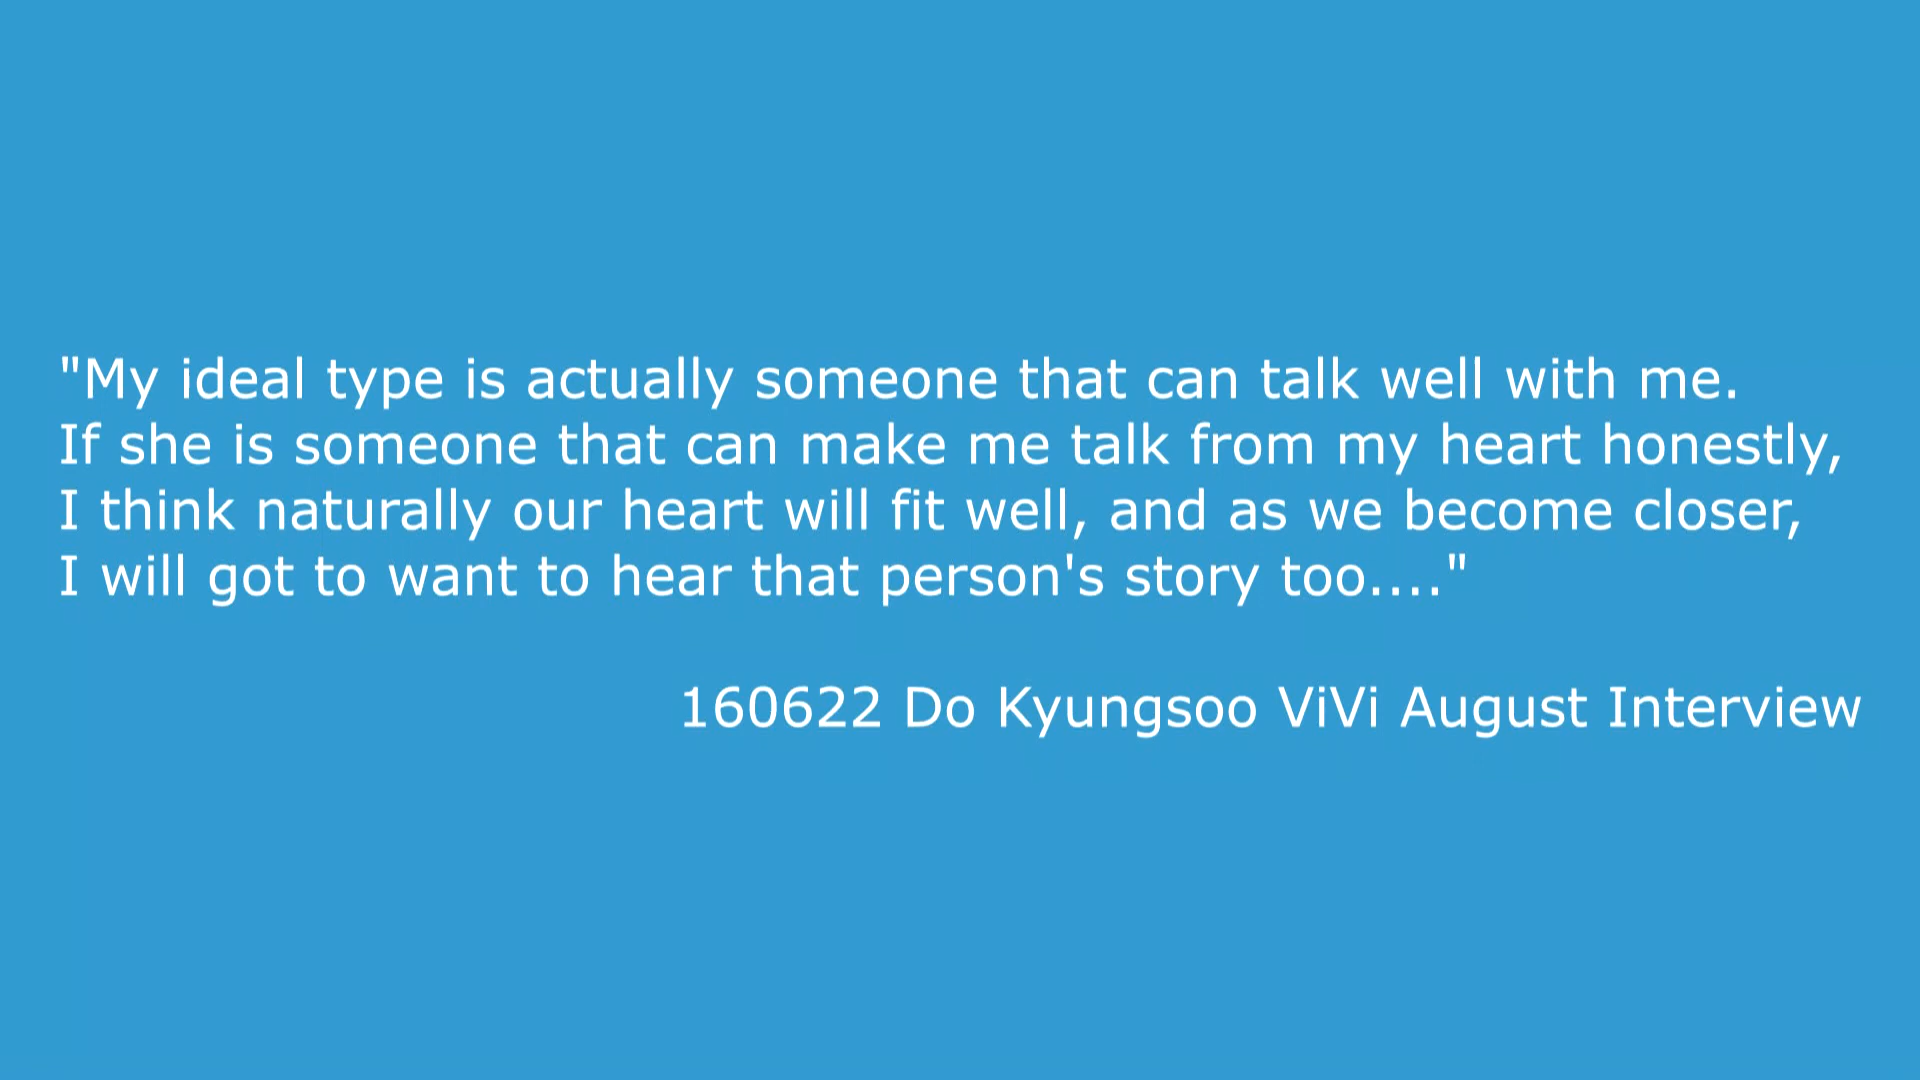 "My ideal type is actually someone that can talk well with me.
If she is someone that can make me talk from my heart honestly,
I think naturally our heart will fit well, and as we become closer,
I will got to want to hear that person's story too...."
160622 Do Kyungsoo ViVi August Interview